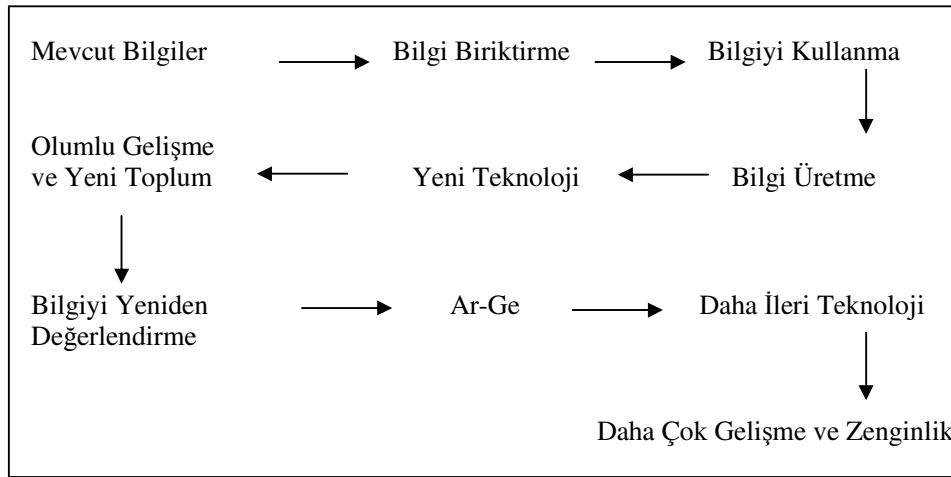 Mevcut Bilgiler Bilgi Biriktirme Bilgiyi Kullanma
Olumlu Gelişme
ve Yeni Toplum Yeni Teknoloji Bilgi Üretme
Bilgiyi Yeniden Ar-Ge Daha İleri Teknoloji
Değerlendirme
Daha Çok Gelişme ve Zenginlik